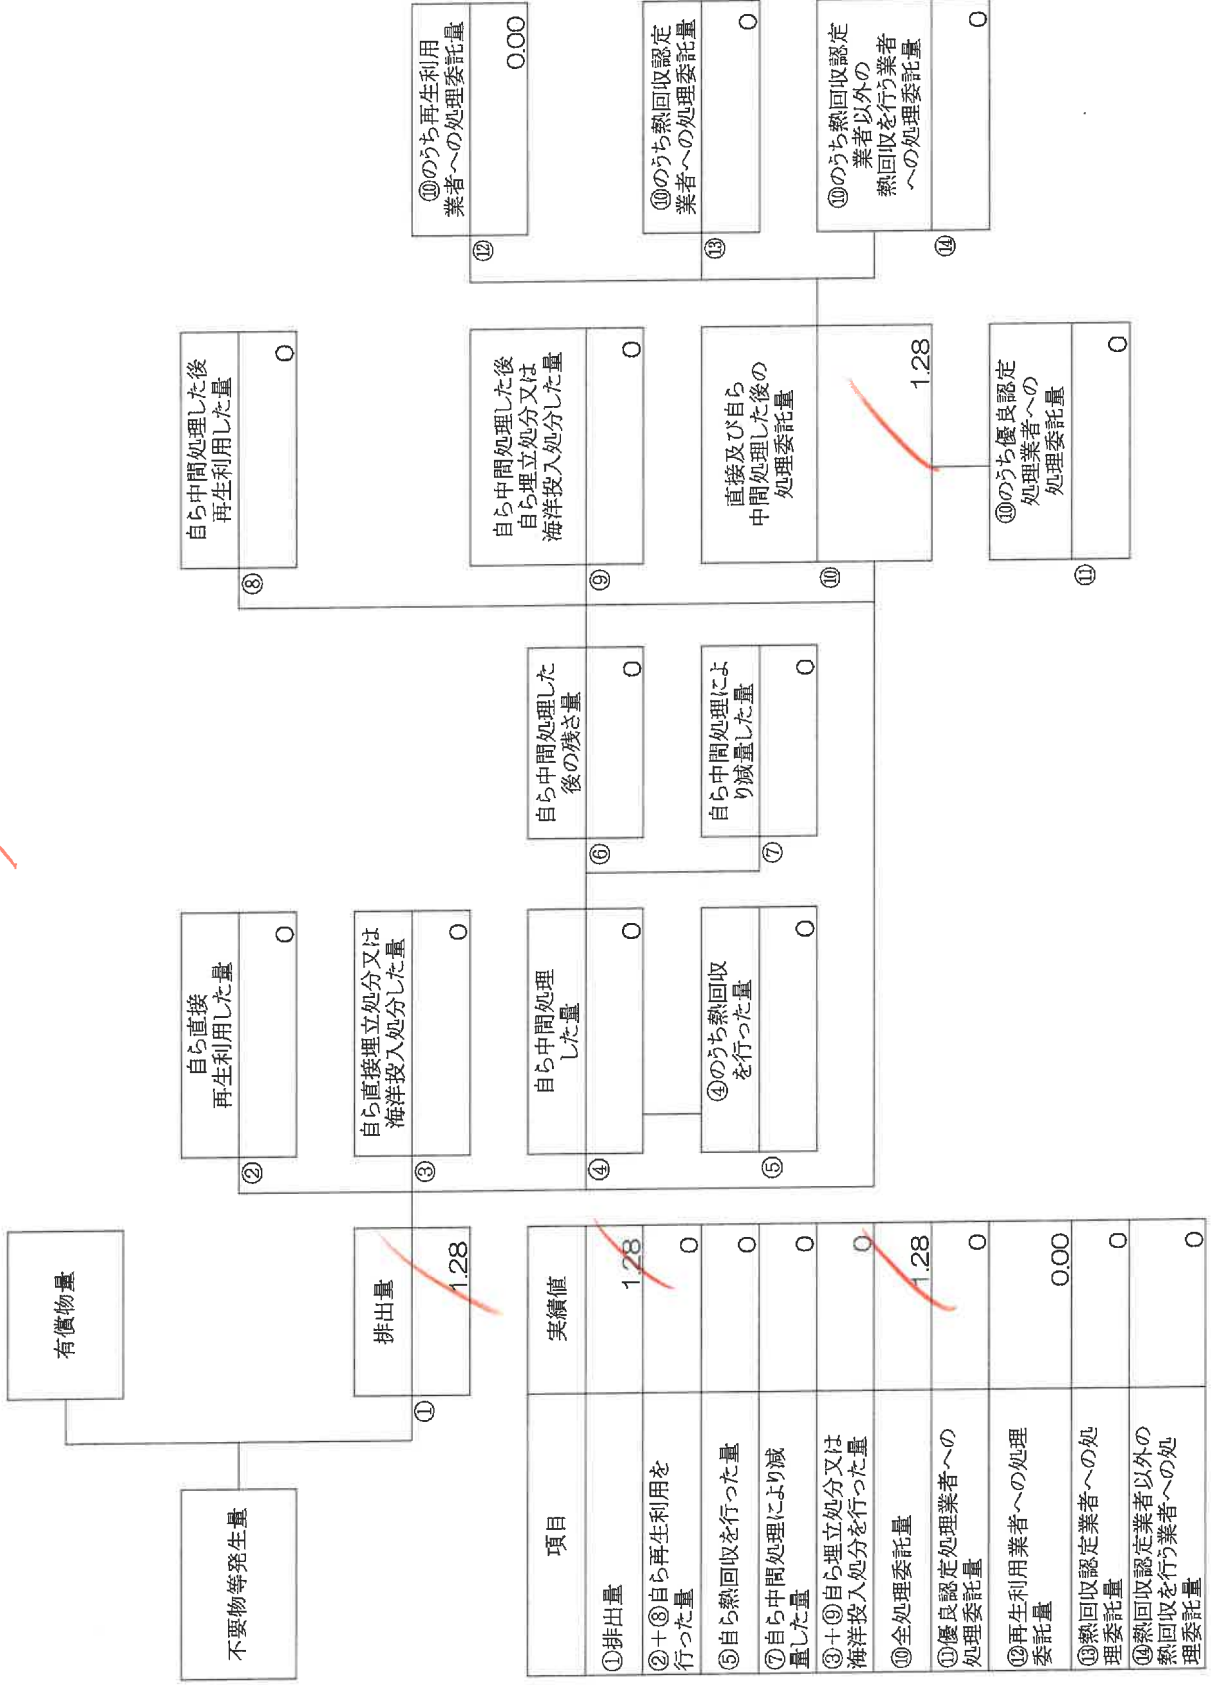 不要物等発生量
有償物量
排出量
①
1.28
自ら直接
再生利用した量
②
0
自ら直接埋立処分又は
海洋投入処分した量
③
0
自ら中間処理
した量
④
0
④のうち熱回収
を行った量
⑤
0
自ら中間処理した
後の残さ量
⑥
0
自ら中間処理によ
り減量した量
⑦
0
自ら中間処理した後
再生利用した量
⑧
0
自ら中間処理した後
自ら埋立処分又は
海洋投入処分した量
⑨
0
直接及び自ら
中間処理した後の
処理委託量
⑩
1.28
⑩のうち優良認定
処理業者への
処理委託量
⑪
0
⑩のうち再生利用
業者への処理委託量
⑫
0.00
⑩のうち熱回収認定
業者への処理委託量
⑬
0
⑩のうち熱回収認定
業者以外の
熱回収を行う業者
への処理委託量
⑭
0
項目 実績値
①排出量 1.28
②+⑧自ら再生利用を
行った量 0
⑤自ら熱回収を行った量 0
⑦自ら中間処理により減
量した量 0
③+⑨自ら埋立処分又は
海洋投入処分を行った量 0
⑩全処理委託量 1.28
⑪優良認定処理業者への
処理委託量 0
⑫再生利用業者への処理
委託量 0.00
⑬熱回収認定業者への処
理委託量 0
⑭熱回収認定業者以外の
熱回収を行う業者への処
理委託量 0